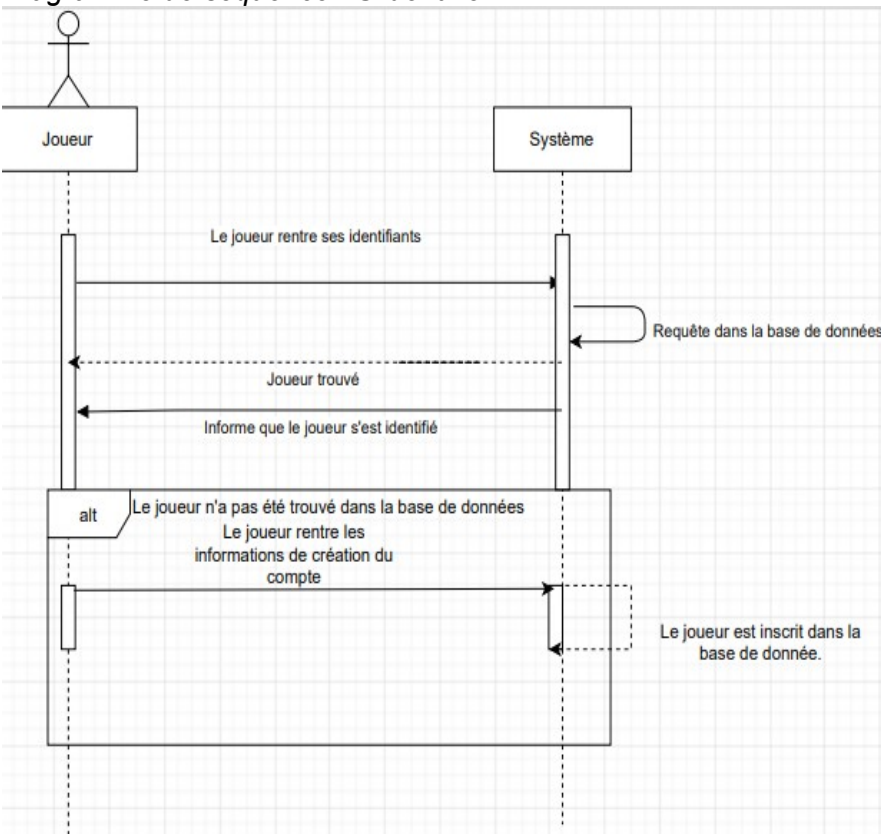 Joueur
Système
Le joueur rentre ses identifiants
Requête dans la base de données
Joueur trouvé
Informe que le joueur s'est identifié
alt
Le joueur n'a pas été trouvé dans la base de données
Le joueur rentre les
informations de création du
compte
Le joueur est inscrit dans la
base de donnée.